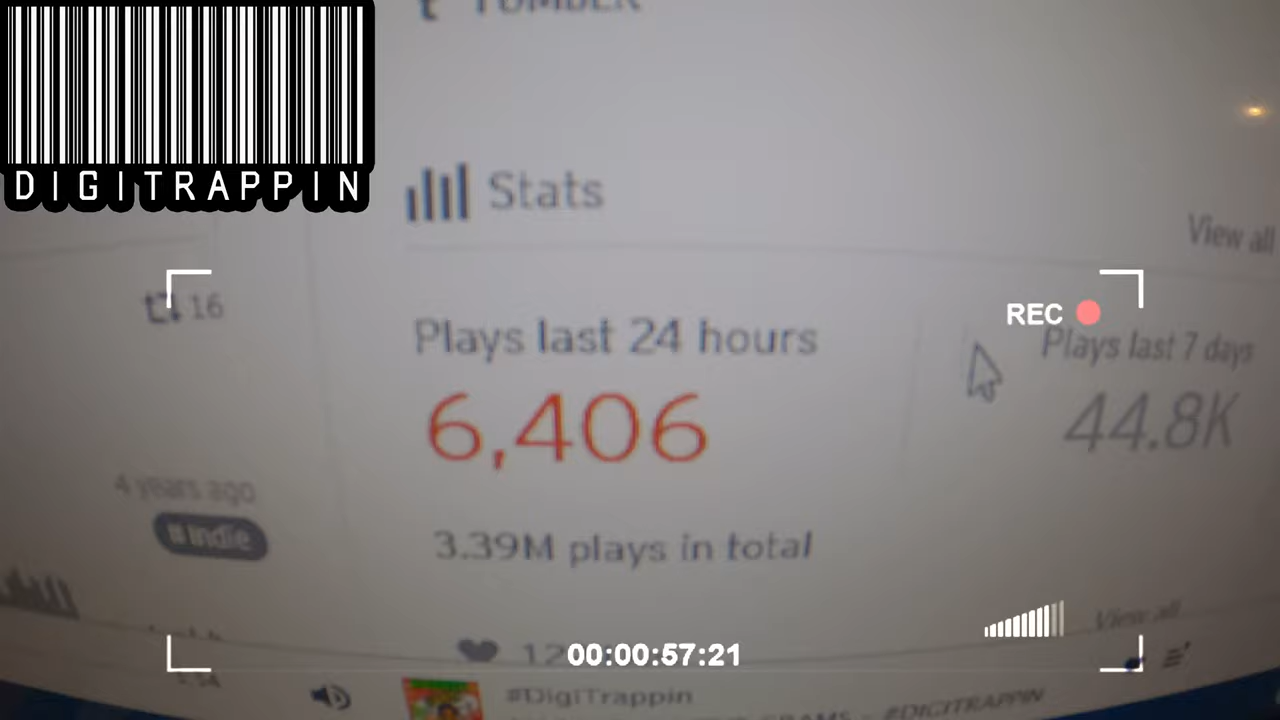 t TUMBLR
DIGITRAPPIN
Stats
View all
16
REC
Plays last 24 hours
Plays last 7 days
6,406
44.8K
4 years ago
# Indie
3.39M plays in total
View all
00:00:57:21
#DigiTrappin
#DIGITRAPPIN